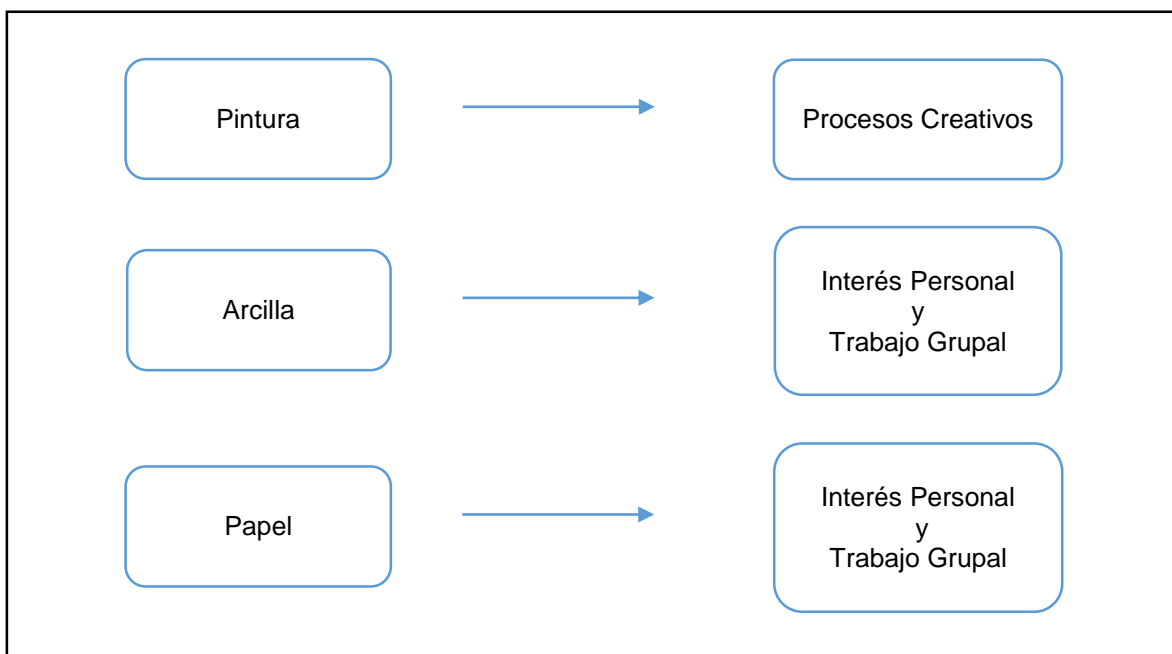 Pintura
Procesos Creativos
Arcilla
Interés Personal
y
Trabajo Grupal
Papel
Interés Personal
y
Trabajo Grupal